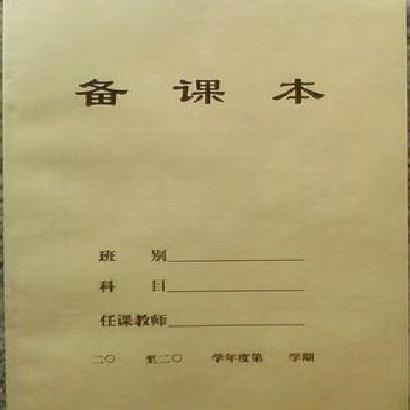 备课本
班 别
科 目
任课教师
二〇 至二〇 学年度第 学期